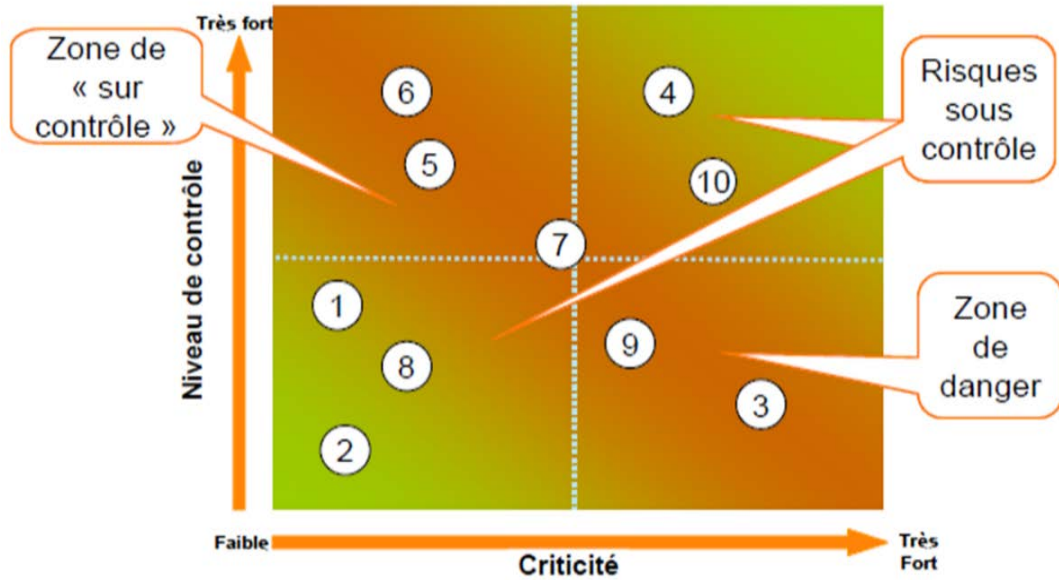 Très fort
Zone de
« sur
contrôle »
Risques
sous
contrôle
6
4
5
10
7
Niveau de contrôle
1
9
8
3
2
Zone
de
danger
Faible
Criticité
Très
Fort